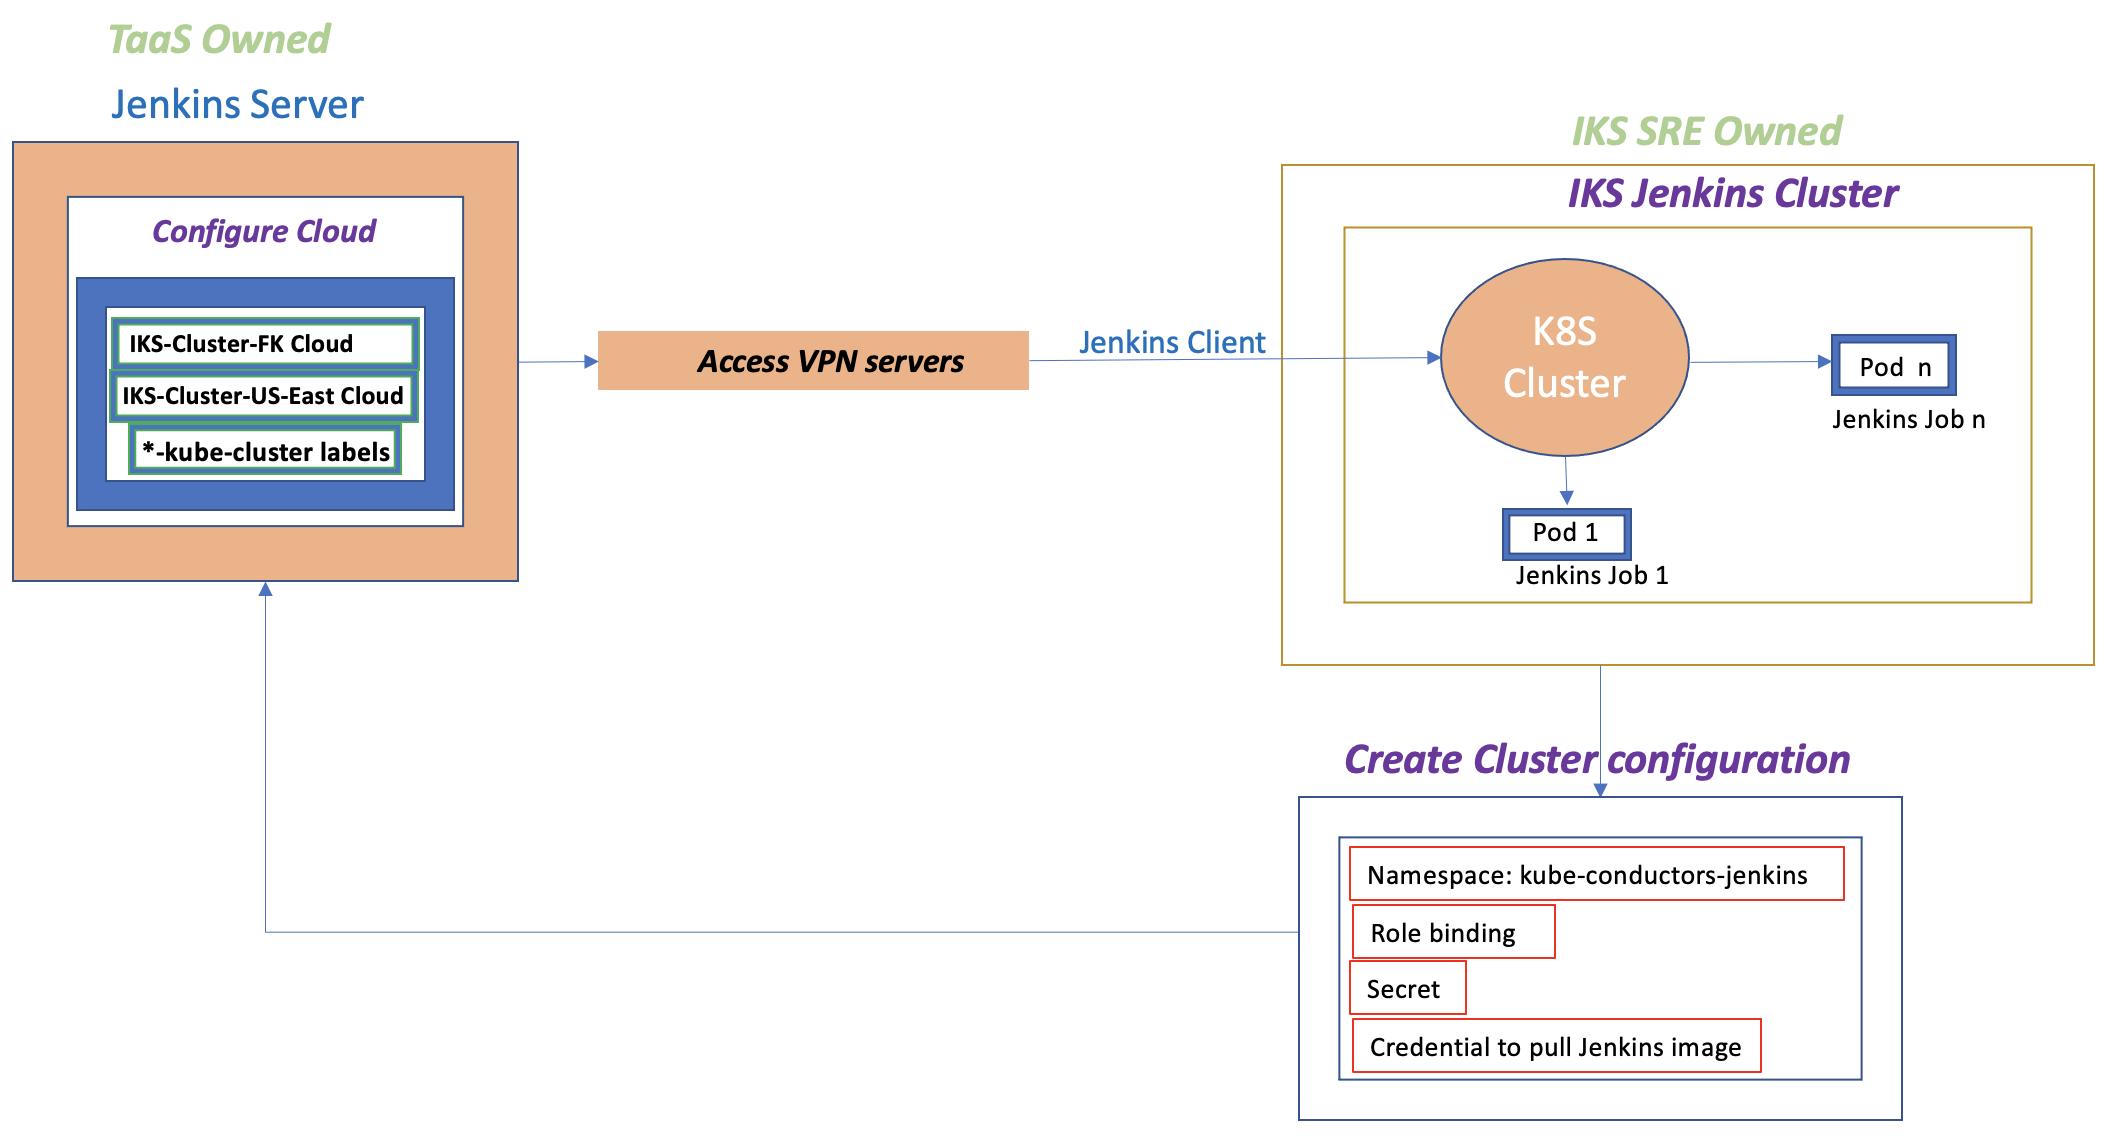 TaaS Owned
Jenkins Server
Configure Cloud
IKS-Cluster-FK Cloud
IKS-Cluster-US-East Cloud
*-kube-cluster labels
Access VPN servers
Jenkins Client
IKS SRE Owned
IKS Jenkins Cluster
K8S
Cluster
Pod n
Jenkins Job n
Pod 1
Jenkins Job 1
Create Cluster configuration
Namespace: kube-conductors-jenkins
Role binding
Secret
Credential to pull Jenkins image